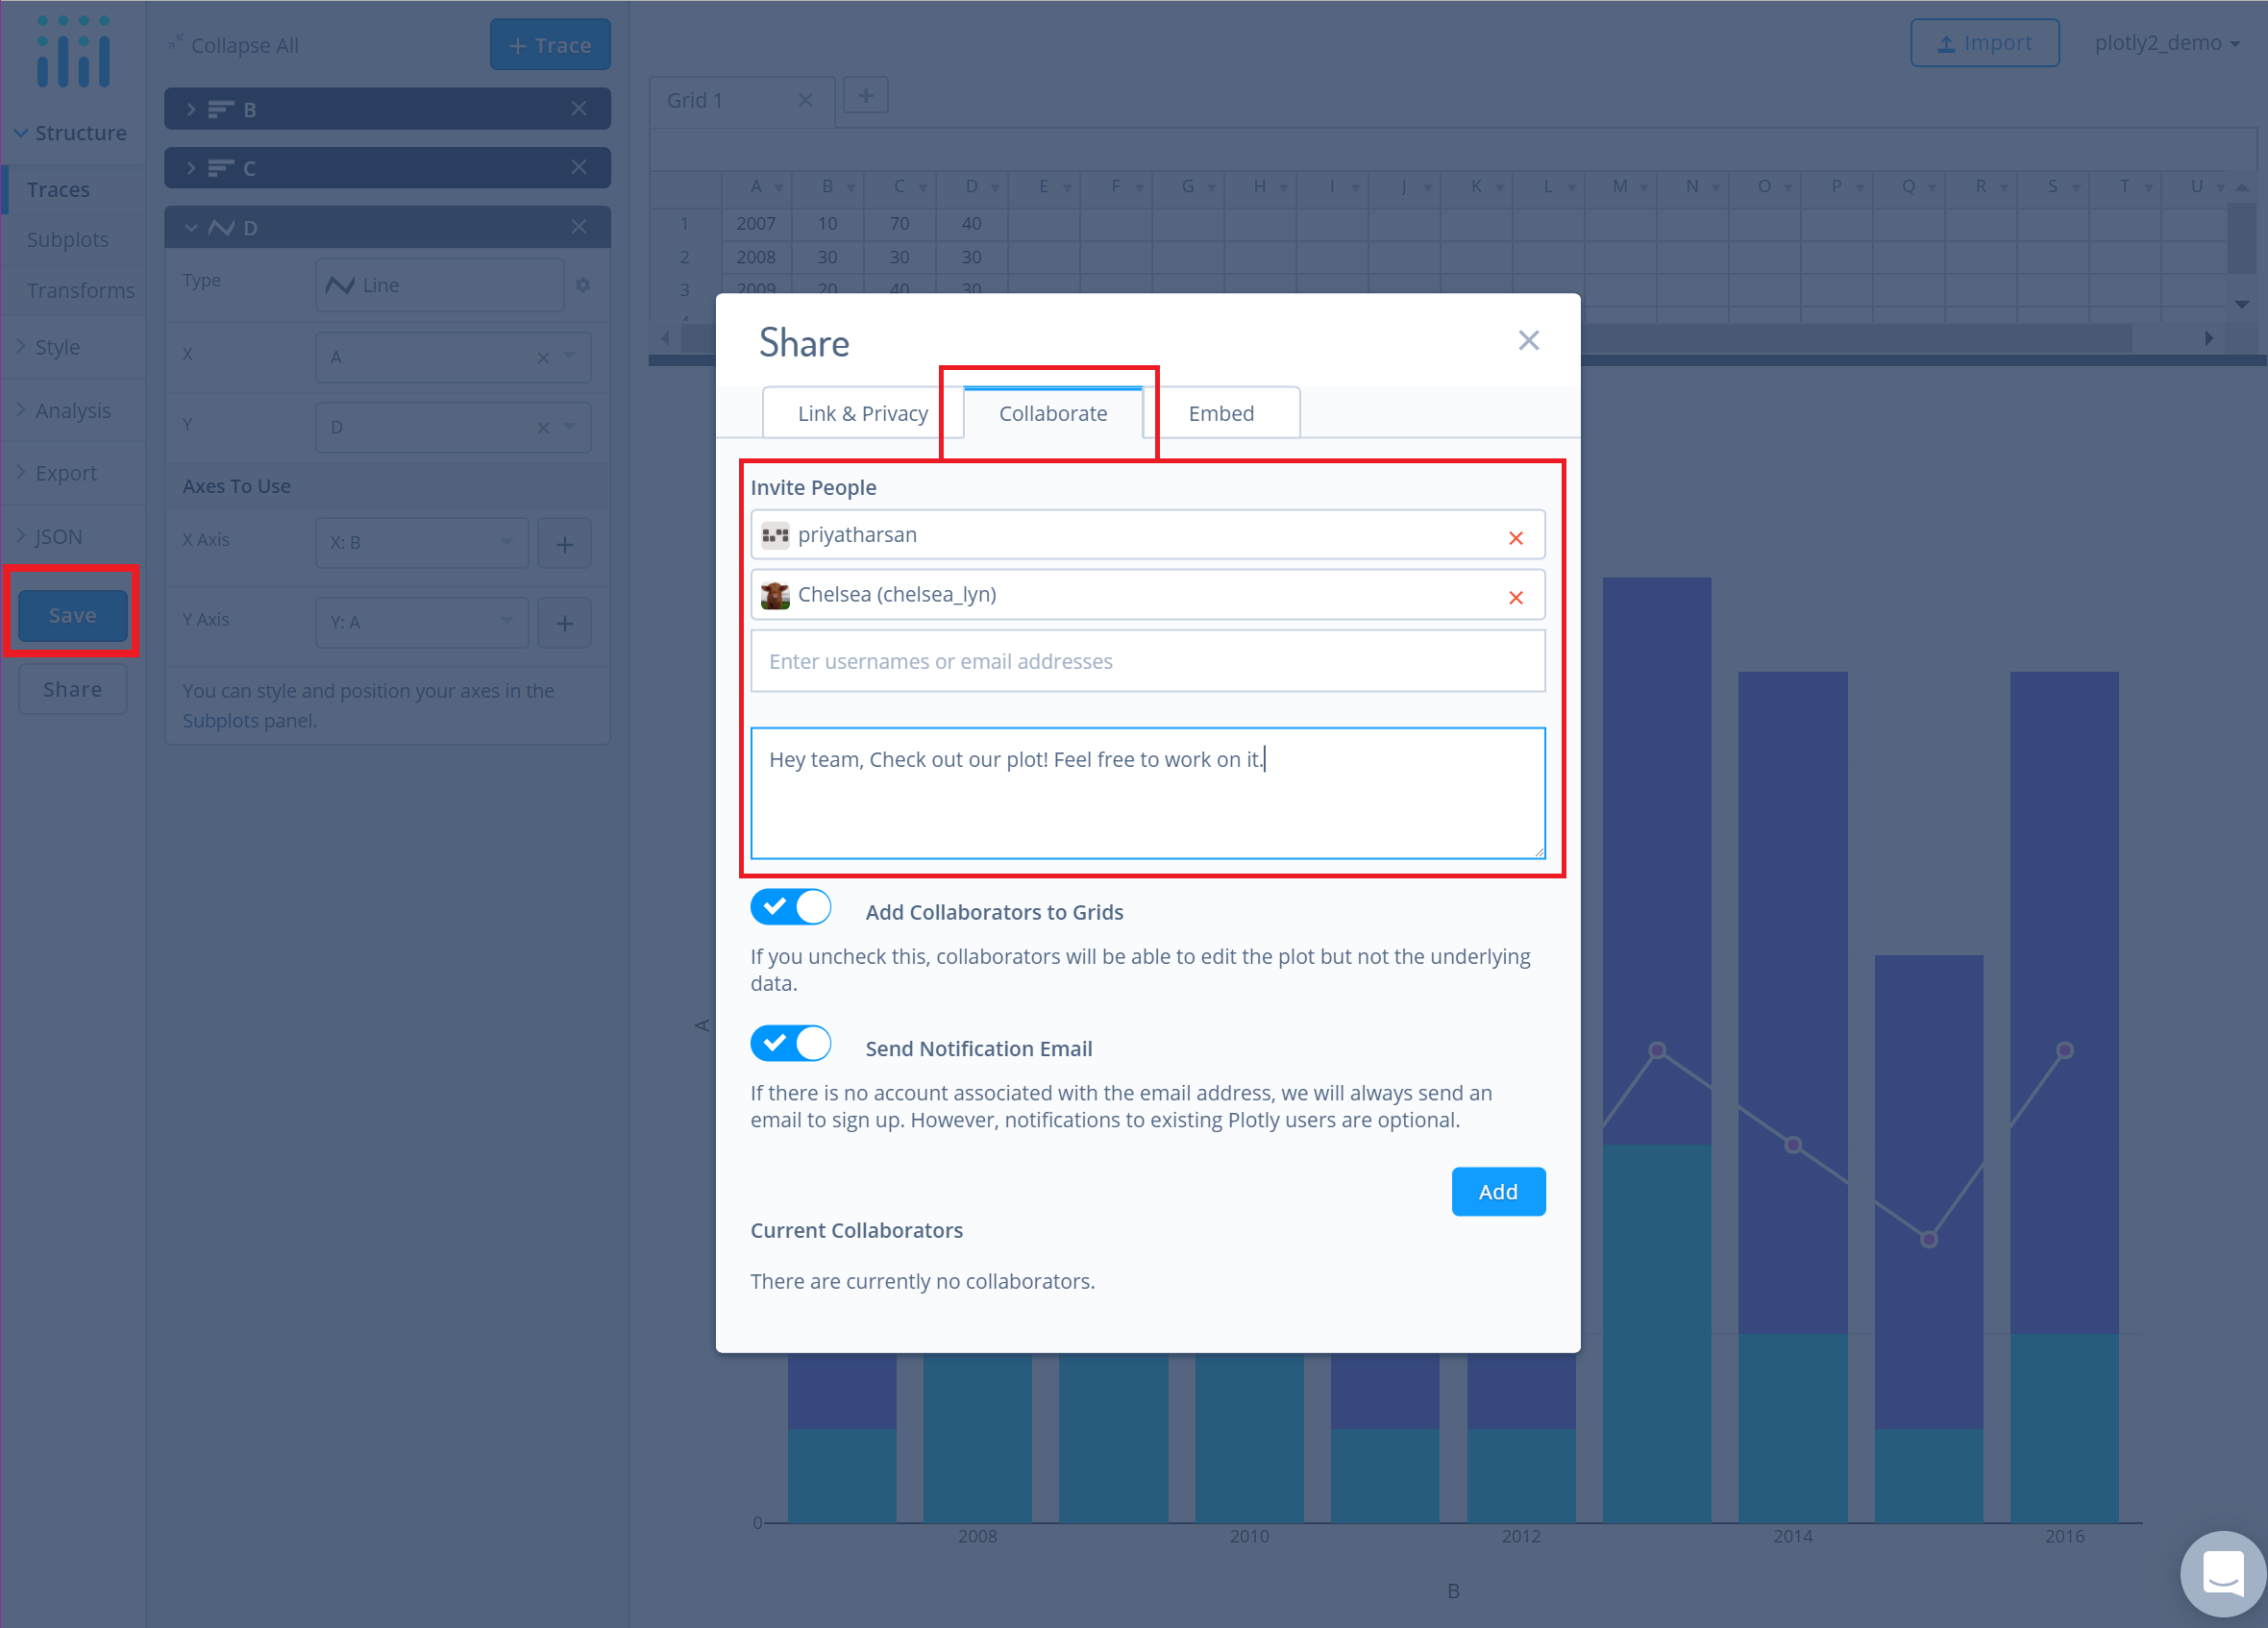 Collapse All
+ Trace
Import
plotly2_demo
Structure
Traces
Subplots
Transforms
Style
Analysis
Export
JSON
Save
Share
B
C
D
Type
Line
X
A
Y
D
Axes To Use
X Axis
X: B
Y Axis
Y: A
You can style and position your axes in the
Subplots panel.
Grid 1
A B C D E F G H I J K L M N O P Q R S T U
1 2007 10 70 40
2 2008 30 30 30
3 2009 20 40 30
Share
Link & Privacy
Collaborate
Embed
Invite People
priyatharsan
Chelsea (chelsea_lyn)
Enter usernames or email addresses
Hey team, Check out our plot! Feel free to work on it.
Add Collaborators to Grids
If you uncheck this, collaborators will be able to edit the plot but not the underlying
data.
Send Notification Email
If there is no account associated with the email address, we will always send an
email to sign up. However, notifications to existing Plotly users are optional.
Add
Current Collaborators
There are currently no collaborators.
A
0
2008 2010 2012 2014 2016
B